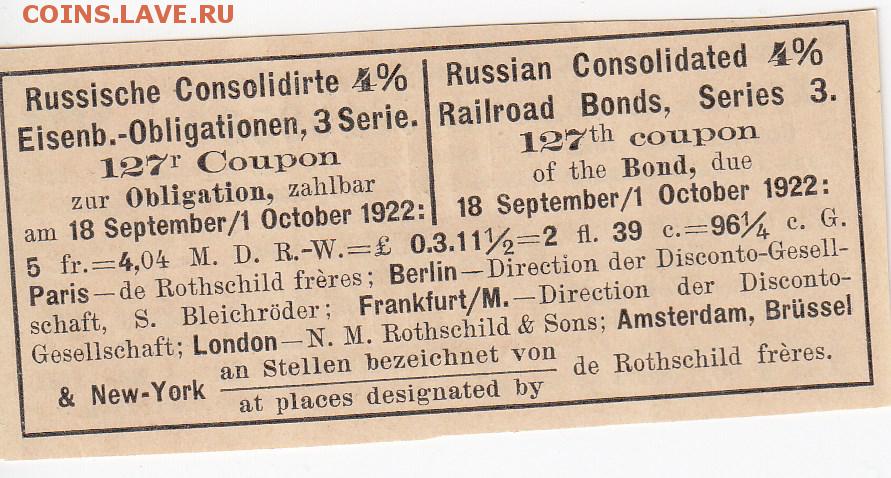 COINS.LAVE.RU
Russische Consolidirte 4%
Eisenb.-Obligationen, 3 Serie.
127r Coupon
zur Obligation, zahlbar
am 18 September/1 October 1922:
Russian Consolidated 4%
Railroad Bonds, Series 3.
127th coupon
of the Bond, due
18 September/1 October 1922:
5 fr.=4,04 M. D. R.-W.=£ 0.3.11½=2 fl. 39 c.=96¼ c. G.
Paris—de Rothschild frères; Berlin—Direction der Disconto-Gesell-
schaft, S. Bleichröder; Frankfurt/M.—Direction der Disconto-
Gesellschaft; London—N. M. Rothschild & Sons; Amsterdam, Brüssel
& New-York an Stellen bezeichnet von
at places designated by de Rothschild frères.